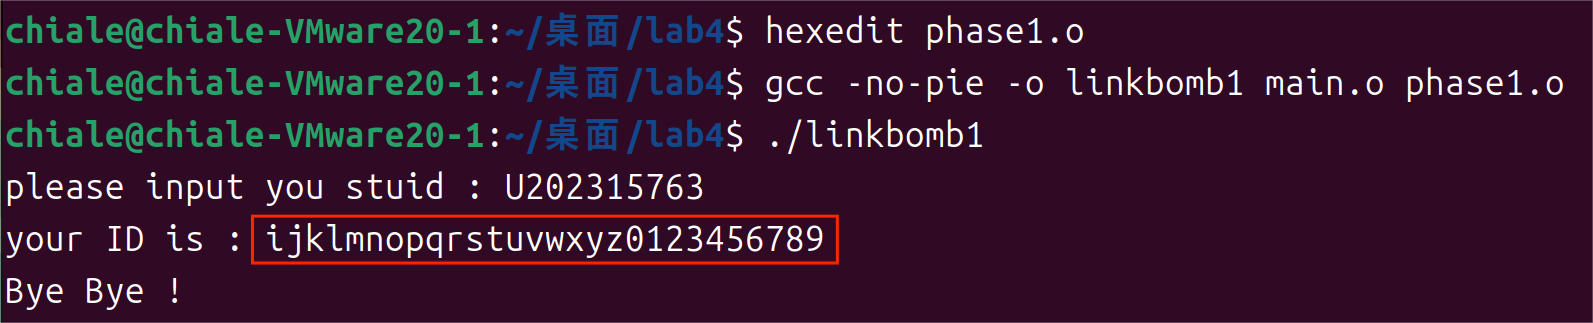 chiale@chiale-VMware20-1:~/桌面/lab4$ hexedit phase1.o
chiale@chiale-VMware20-1:~/桌面/lab4$ gcc -no-pie -o linkbomb1 main.o phase1.o
chiale@chiale-VMware20-1:~/桌面/lab4$ ./linkbomb1
please input you stuid : U202315763
your ID is : ijklmnopqrstuvwxyz0123456789
Bye Bye !